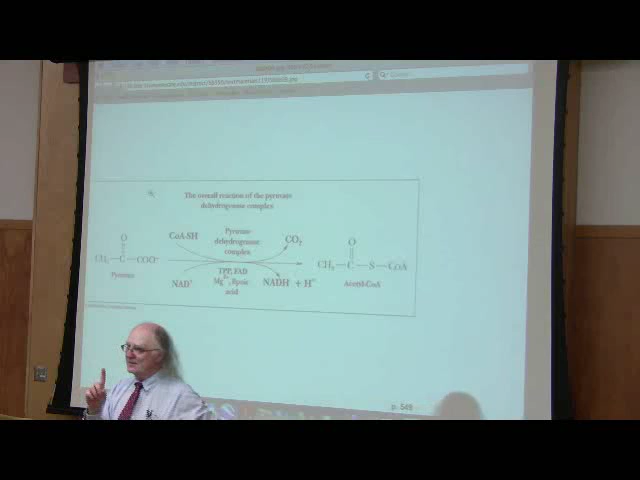 The overall reaction of the pyruvate
dehydrogenase complex
CoA-SH
Pyruvate
dehydrogenase
complex
CO2
O
CH3 C COO−
Pyruvate
NAD+
TPP, FAD
Mg2+, lipoic
acid
NADH + H+
O
CH3 C S CoA
Acetyl-CoA
p. 549